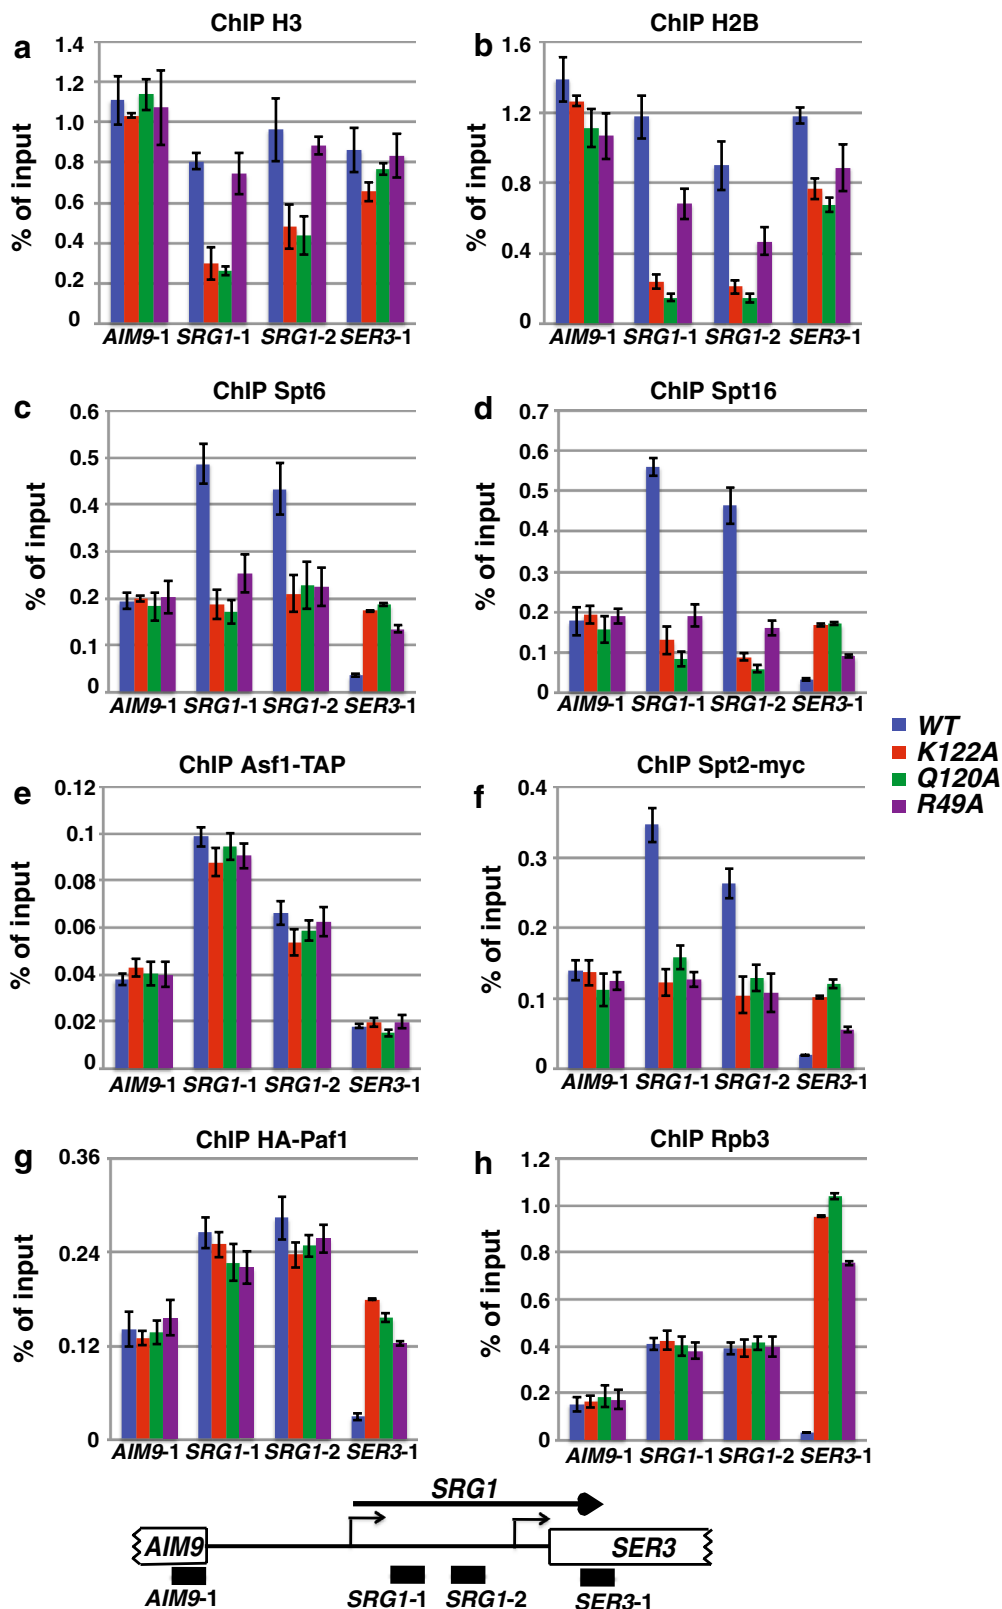 a
ChIP H3
% of input
1.4
1.2
1.0
0.8
0.6
0.4
0.2
0
AIM9-1 SRG1-1 SRG1-2 SER3-1
b
ChIP H2B
% of input
1.6
1.2
0.8
0.4
0
AIM9-1 SRG1-1 SRG1-2 SER3-1
c
ChIP Spt6
% of input
0.6
0.5
0.4
0.3
0.2
0.1
0
AIM9-1 SRG1-1 SRG1-2 SER3-1
d
ChIP Spt16
% of input
0.7
0.6
0.5
0.4
0.3
0.2
0.1
0
AIM9-1 SRG1-1 SRG1-2 SER3-1
WT
K122A
Q120A
R49A
e
ChIP Asf1-TAP
% of input
0.12
0.1
0.08
0.06
0.04
0.02
0
AIM9-1 SRG1-1 SRG1-2 SER3-1
f
ChIP Spt2-myc
% of input
0.4
0.3
0.2
0.1
0
AIM9-1 SRG1-1 SRG1-2 SER3-1
g
ChIP HA-Paf1
% of input
0.36
0.24
0.12
0
AIM9-1 SRG1-1 SRG1-2 SER3-1
h
ChIP Rpb3
% of input
1.2
1.0
0.8
0.6
0.4
0.2
0
AIM9-1 SRG1-1 SRG1-2 SER3-1
SRG1
AIM9 SER3
AIM9-1 SRG1-1 SRG1-2 SER3-1